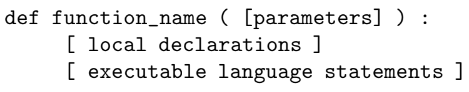 def function_name ( [parameters] ) :
[ local declarations ]
[ executable language statements ]